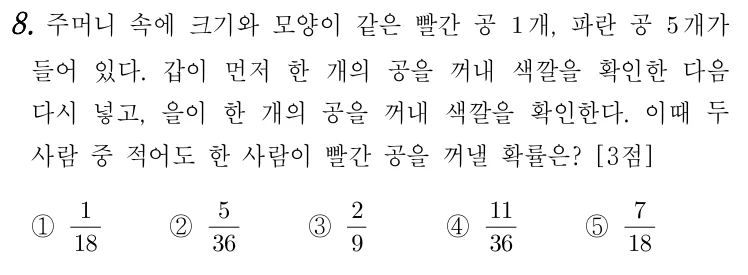 8. 주머니 속에 크기와 모양이 같은 빨간 공 1개, 파란 공 5개가
들어 있다. 갑이 먼저 한 개의 공을 꺼내 색깔을 확인한 다음
다시 넣고, 을이 한 개의 공을 꺼내 색깔을 확인한다. 이때 두
사람 중 적어도 한 사람이 빨간 공을 꺼낼 확률은? [3점]
① 1/18 ② 5/36 ③ 2/9 ④ 11/36 ⑤ 7/18